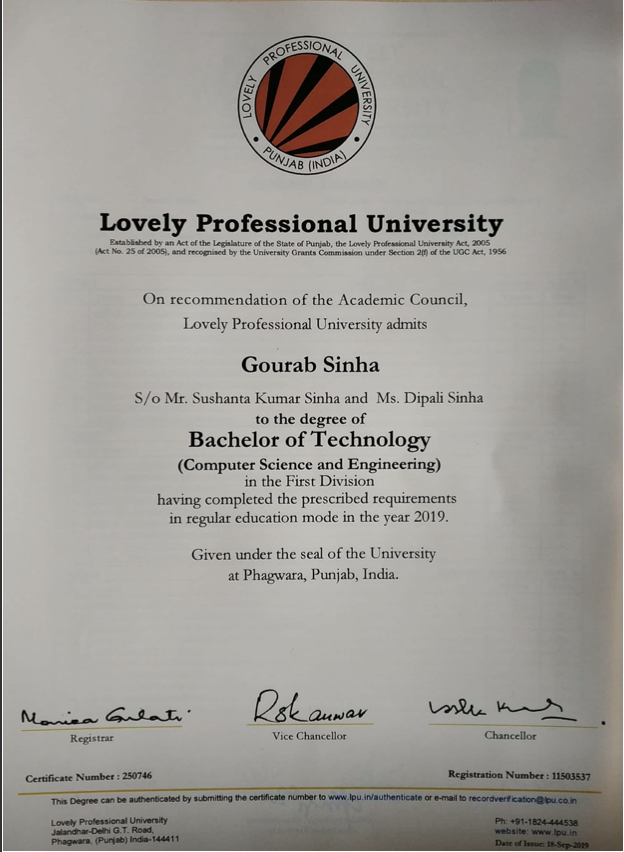 LOVELY PROFESSIONAL UNIVERSITY
PUNJAB (INDIA)
Lovely Professional University
Established by an Act of the Legislature of the State of Punjab, the Lovely Professional University Act, 2005
(Act No. 25 of 2005), and recognised by the University Grants Commission under Section 2(f) of the UGC Act, 1956
On recommendation of the Academic Council,
Lovely Professional University admits
Gourab Sinha
S/o Mr. Sushanta Kumar Sinha and Ms. Dipali Sinha
to the degree of
Bachelor of Technology
(Computer Science and Engineering)
in the First Division
having completed the prescribed requirements
in regular education mode in the year 2019.
Given under the seal of the University
at Phagwara, Punjab, India.
Monica Gulati
Registrar
Vice Chancellor
Chancellor
Certificate Number : 250746
Registration Number : 11503537
This Degree can be authenticated by submitting the certificate number to www.lpu.in/authenticate or e-mail to recordverification@lpu.co.in
Lovely Professional University
Jalandhar-Delhi G.T. Road,
Phagwara, (Punjab) India-144411
Ph: +91-1824-444538
website: www.lpu.in
Date of Issue: 18-Sep-2019